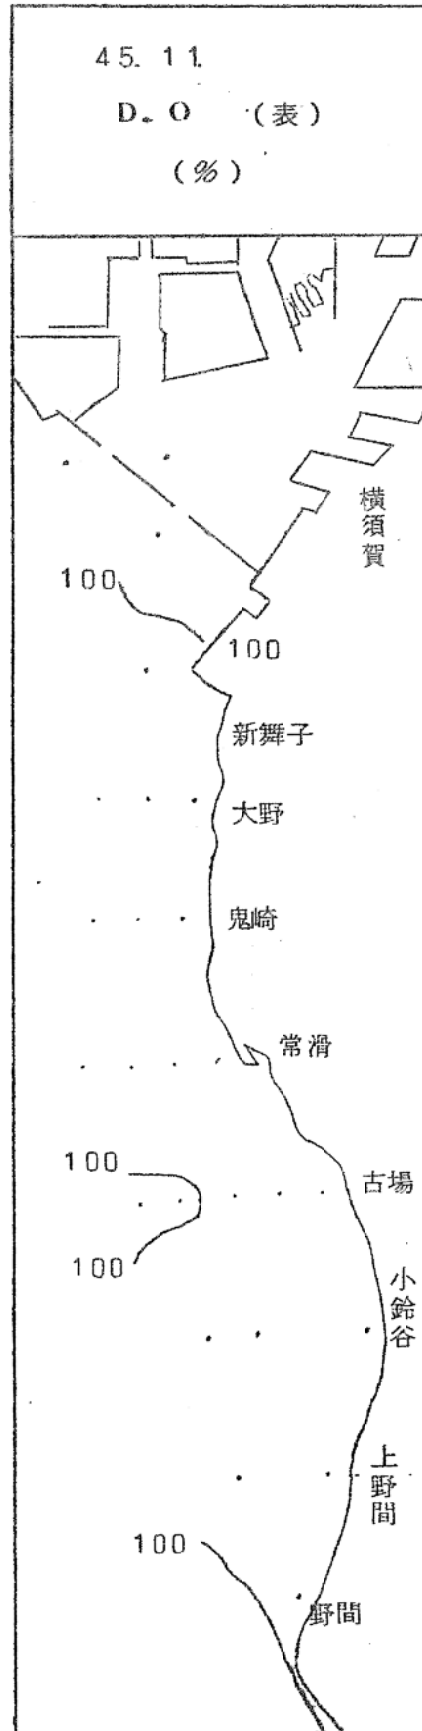 45. 11.
D. O (表)
(%)
横須賀
100
100
新舞子
大野
鬼崎
常滑
100
古場
100
小鈴谷
上野間
100
野間